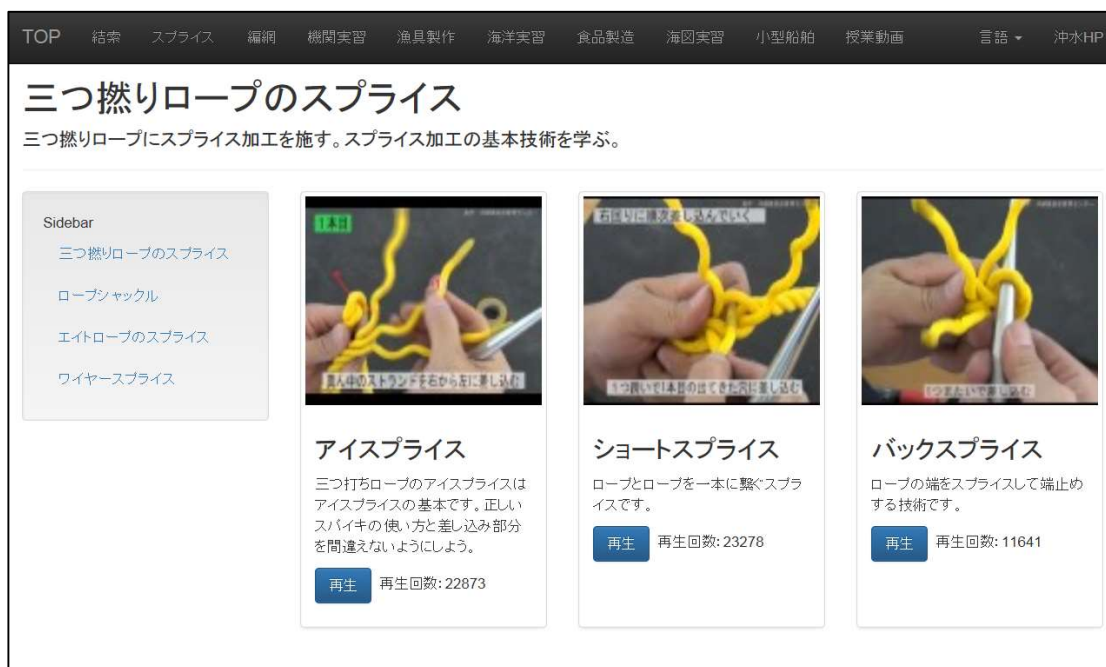 TOP 結索 スプライス 編網 機関実習 漁具製作 海洋実習 食品製造 海図実習 小型船舶 授業動画 言語 沖水HP
三つ撚りロープのスプライス
三つ撚りロープにスプライス加工を施す。スプライス加工の基本技術を学ぶ。
Sidebar
三つ撚りロープのスプライス
ロープシャックル
エイトロープのスプライス
ワイヤースプライス
1本目
真ん中のストランドを右から左に差し込む
アイスプライス
三つ打ちロープのアイスプライスは
アイスプライスの基本です。正しい
スパイキの使い方と差し込み部分
を間違えないようにしよう。
再生 再生回数: 22873
右回りに順次差し込んでいく
1つ跨いで1本目の出てきた穴に差し込む
ショートスプライス
ロープとロープを一本に繋ぐスプラ
イスです。
再生 再生回数: 23278
1つまたいで差し込む
バックスプライス
ロープの端をスプライスして端止め
する技術です。
再生 再生回数: 11641